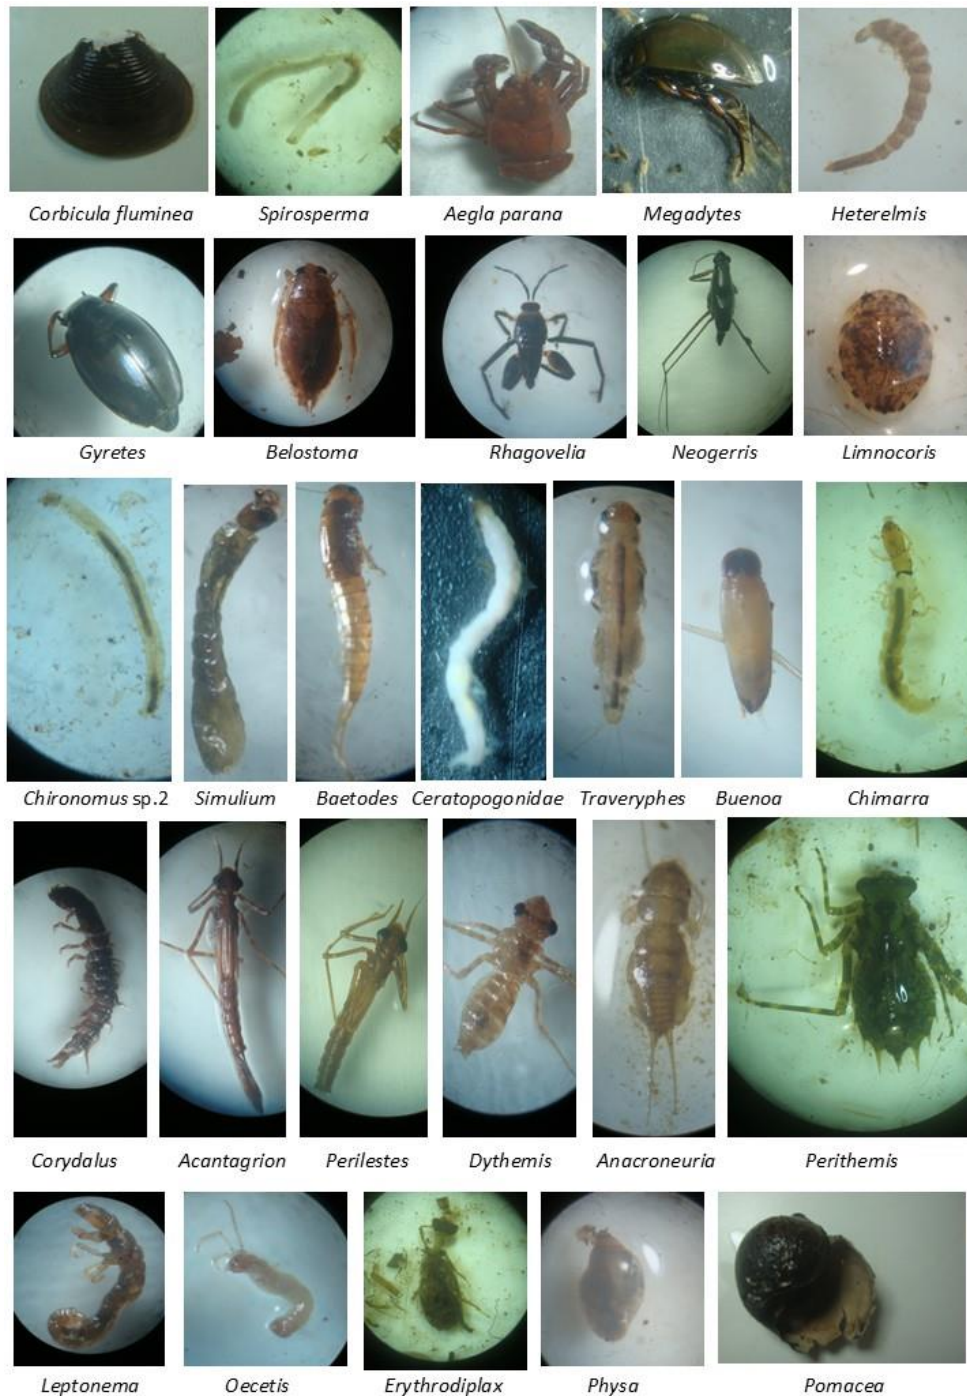 Corbicula fluminea Spirosperma Aegla parana Megadytes Heterelmis
Gyretes Belostoma Rhagovelia Neogerris Limnocoris
Chironomus sp.2 Simulium Baetodes Ceratopogonidae Traveryphes Buenoa Chimarra
Corydalus Acantagrion Perilestes Dythemis Anacroneuria Perithemis
Leptonema Oecetis Erythrodiplax Physa Pomacea